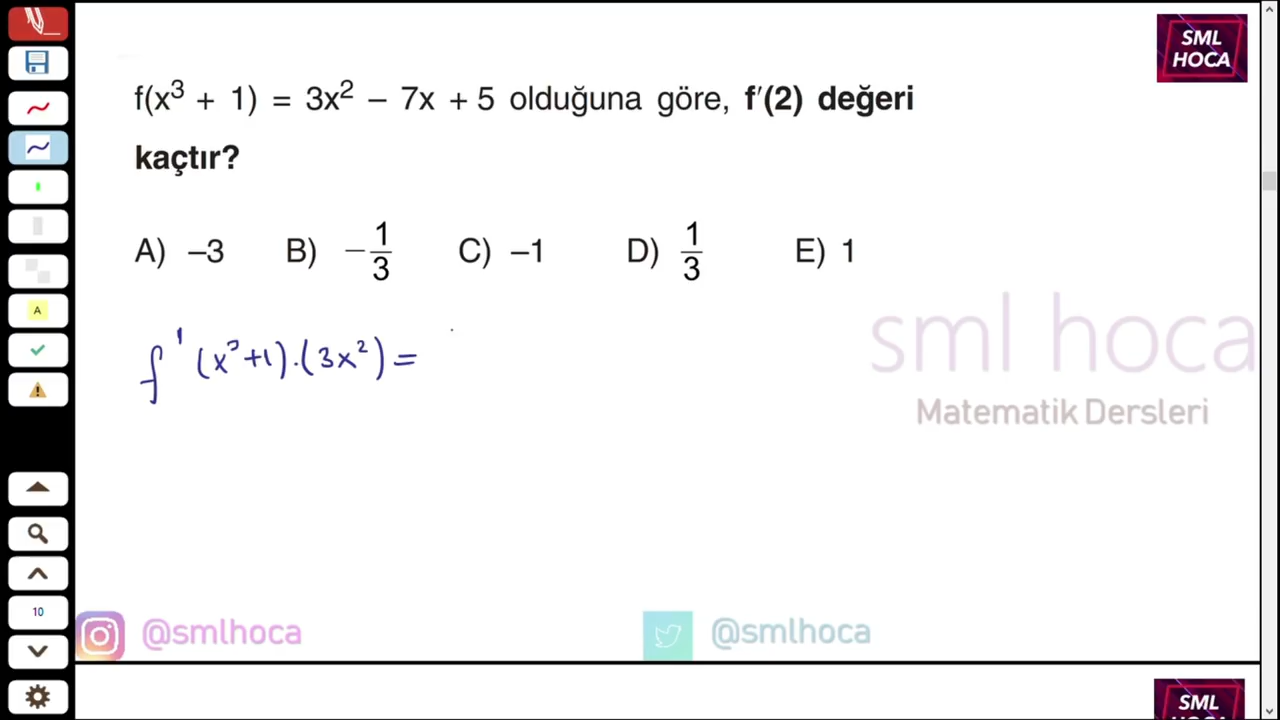 SML
HOCA
f(x³ + 1) = 3x² – 7x + 5 olduğuna göre, f′(2) değeri
kaçtır?
A) –3 B) –1/3 C) –1 D) 1/3 E) 1
f'(x³+1).(3x²)=
sml hoca
Matematik Dersleri
A
10
@smlhoca @smlhoca
SML